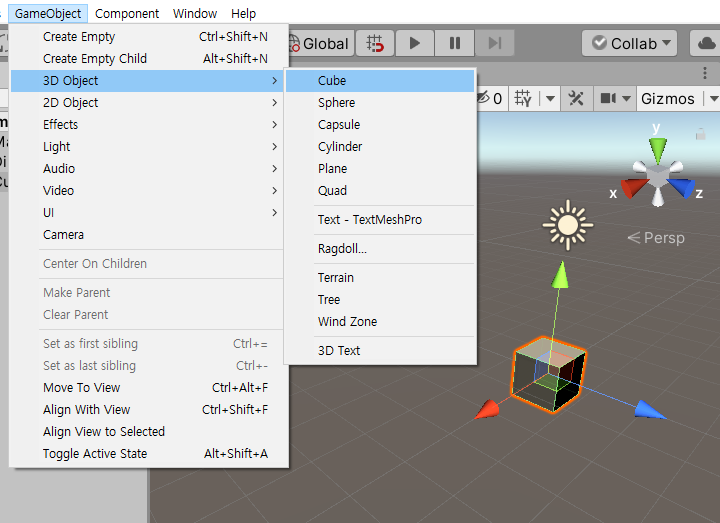 GameObject Component Window Help
Create Empty Ctrl+Shift+N
Create Empty Child Alt+Shift+N
3D Object >
2D Object >
Effects >
Light >
Audio >
Video >
UI >
Camera
Center On Children
Make Parent
Clear Parent
Set as first sibling Ctrl+=
Set as last sibling Ctrl+-
Move To View Ctrl+Alt+F
Align With View Ctrl+Shift+F
Align View to Selected
Toggle Active State Alt+Shift+A
Cube
Sphere
Capsule
Cylinder
Plane
Quad
Text - TextMeshPro
Ragdoll...
Terrain
Tree
Wind Zone
3D Text
Global
Collab
0
Gizmos
y
x
z
Persp